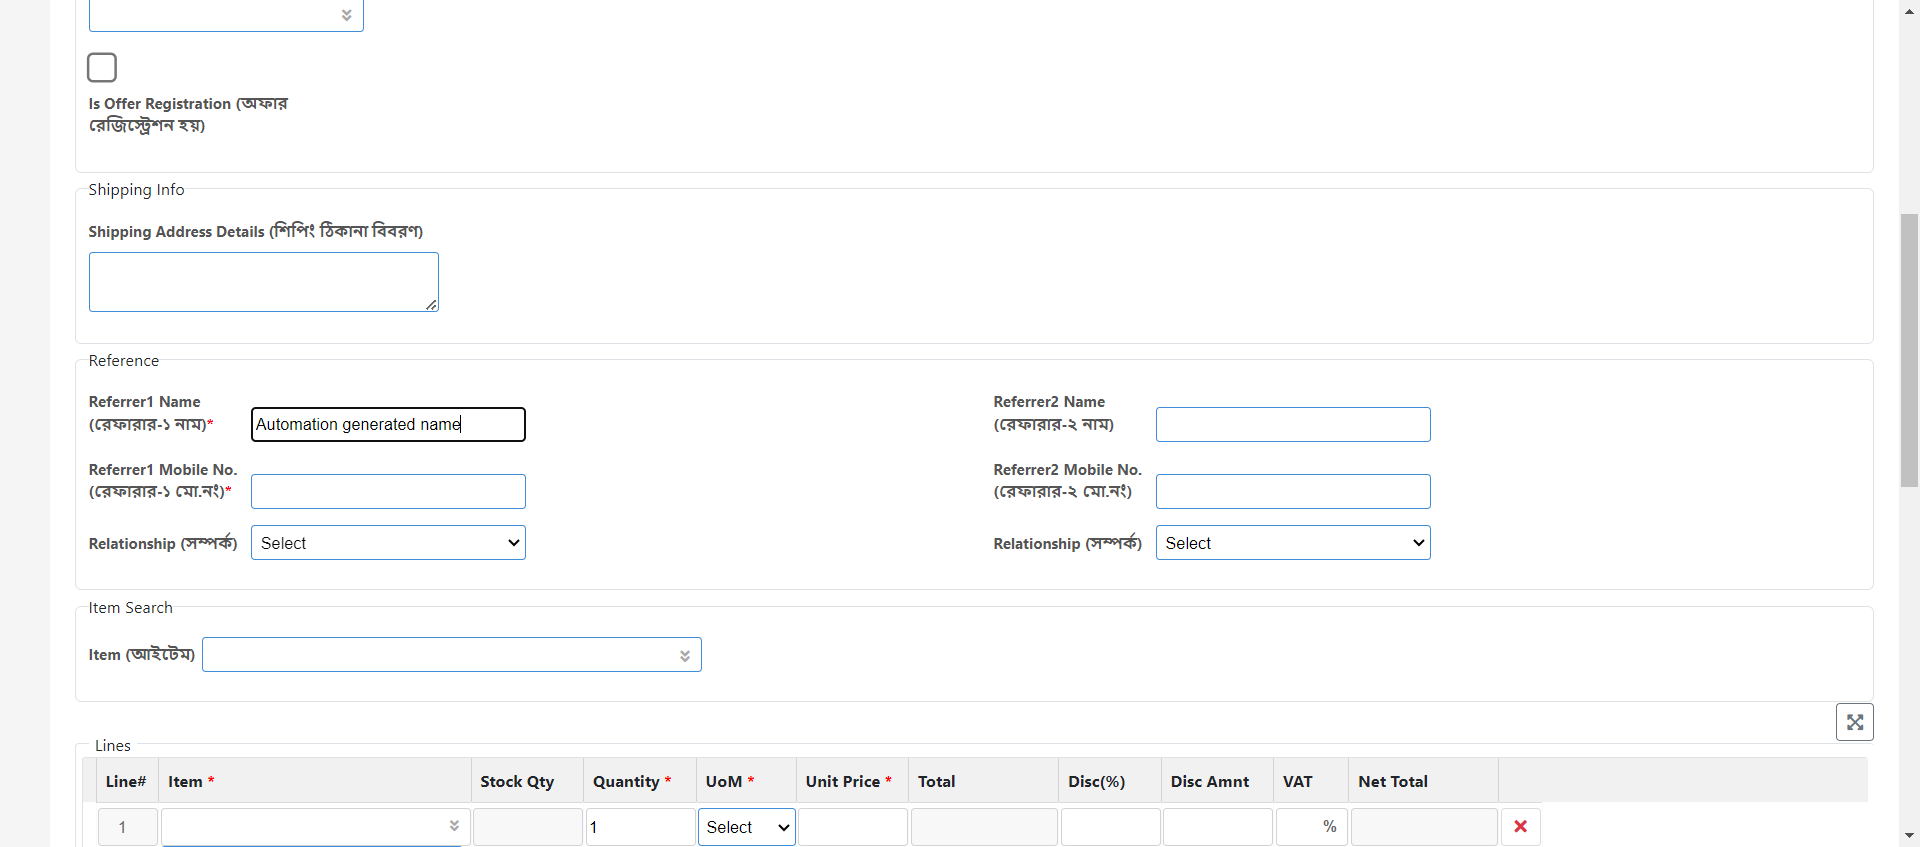 Is Offer Registration (অফার
রেজিস্ট্রেশন হয়)
Shipping Info
Shipping Address Details (শিপিং ঠিকানা বিবরণ)
Reference
Referrer1 Name
(রেফারার-১ নাম)*
Automation generated name
Referrer2 Name
(রেফারার-২ নাম)
Referrer1 Mobile No.
(রেফারার-১ মো.নং)*
Referrer2 Mobile No.
(রেফারার-২ মো.নং)
Relationship (সম্পর্ক) Select
Relationship (সম্পর্ক) Select
Item Search
Item (আইটেম)
Lines
Line# Item * Stock Qty Quantity * UoM * Unit Price * Total Disc(%) Disc Amnt VAT Net Total
1 1 Select %